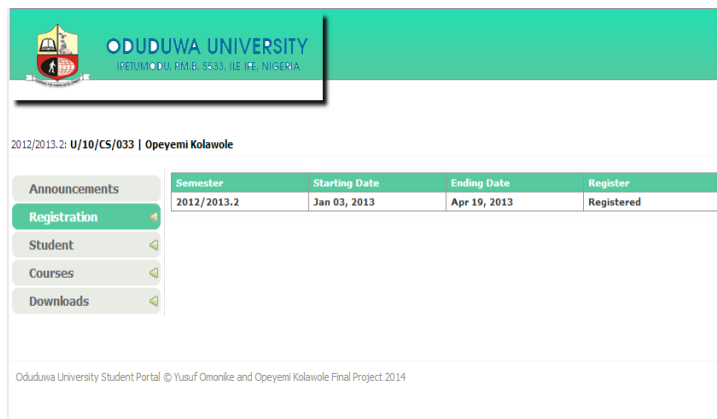 ODUDUWA UNIVERSITY
IPETUMODU, P.M.B. 5533, ILE IFE, NIGERIA
2012/2013.2: U/10/CS/033 | Opeyemi Kolawole
Announcements
Registration
Student
Courses
Downloads
Semester Starting Date Ending Date Register
2012/2013.2 Jan 03, 2013 Apr 19, 2013 Registered
Oduduwa University Student Portal © Yusuf Omonike and Opeyemi Kolawole Final Project 2014